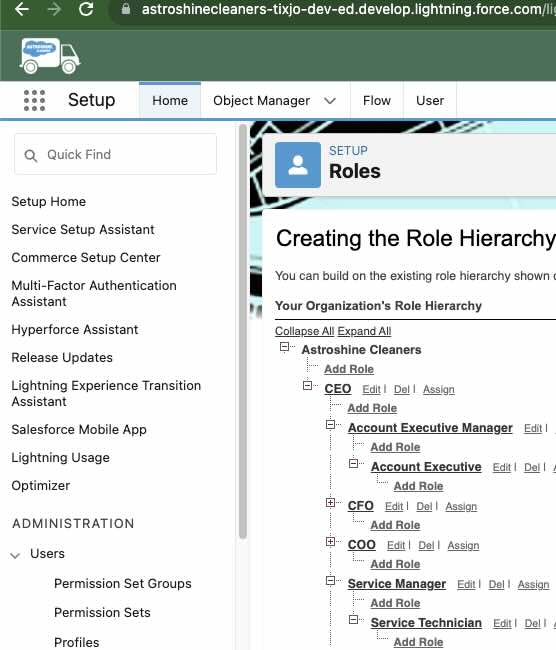 astroshinecleaners-tixjo-dev-ed.develop.lightning.force.com/li
ASTROSHINE
Setup
Home
Object Manager
Flow
User
Quick Find
Setup Home
Service Setup Assistant
Commerce Setup Center
Multi-Factor Authentication
Assistant
Hyperforce Assistant
Release Updates
Lightning Experience Transition
Assistant
Salesforce Mobile App
Lightning Usage
Optimizer
ADMINISTRATION
Users
Permission Set Groups
Permission Sets
Profiles
SETUP
Roles
Creating the Role Hierarchy
You can build on the existing role hierarchy shown
Your Organization's Role Hierarchy
Collapse All Expand All
Astroshine Cleaners
Add Role
CEO Edit | Del | Assign
Add Role
Account Executive Manager Edit |
Add Role
Account Executive Edit | Del |
Add Role
CFO Edit | Del | Assign
Add Role
COO Edit | Del | Assign
Add Role
Service Manager Edit | Del | Assign
Add Role
Service Technician Edit | Del |
Add Role